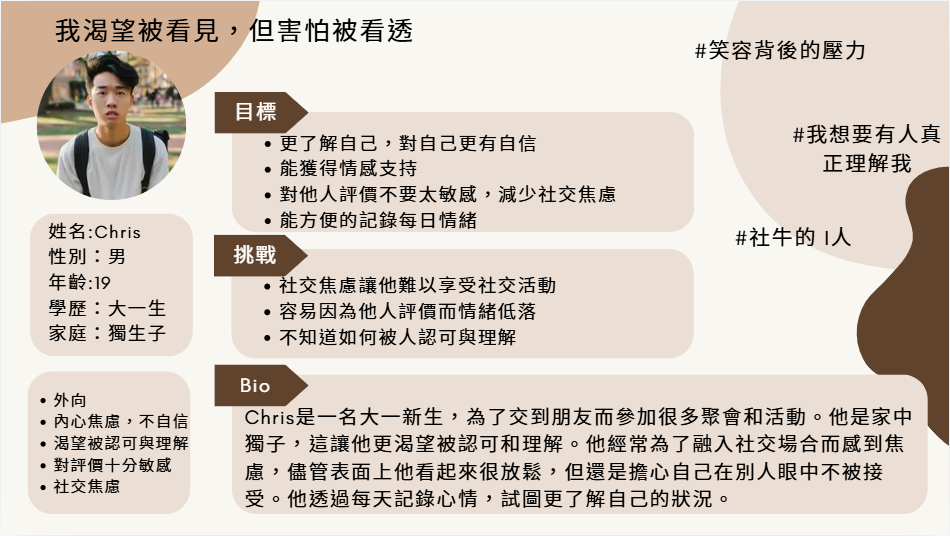 我渴望被看見，但害怕被看透
#笑容背後的壓力
#我想要有人真
正理解我
#社牛的 I人
姓名:Chris
性別：男
年齡:19
學歷：大一生
家庭：獨生子
• 外向
• 內心焦慮，不自信
• 渴望被認可與理解
• 對評價十分敏感
• 社交焦慮
目標
• 更了解自己，對自己更有自信
• 能獲得情感支持
• 對他人評價不要太敏感，減少社交焦慮
• 能方便的記錄每日情緒
挑戰
• 社交焦慮讓他難以享受社交活動
• 容易因為他人評價而情緒低落
• 不知道如何被人認可與理解
Bio
Chris是一名大一新生，為了交到朋友而參加很多聚會和活動。他是家中
獨子，這讓他更渴望被認可和理解。他經常為了融入社交場合而感到焦
慮，儘管表面上他看起來很放鬆，但還是擔心自己在別人眼中不被接
受。他透過每天記錄心情，試圖更了解自己的狀況。